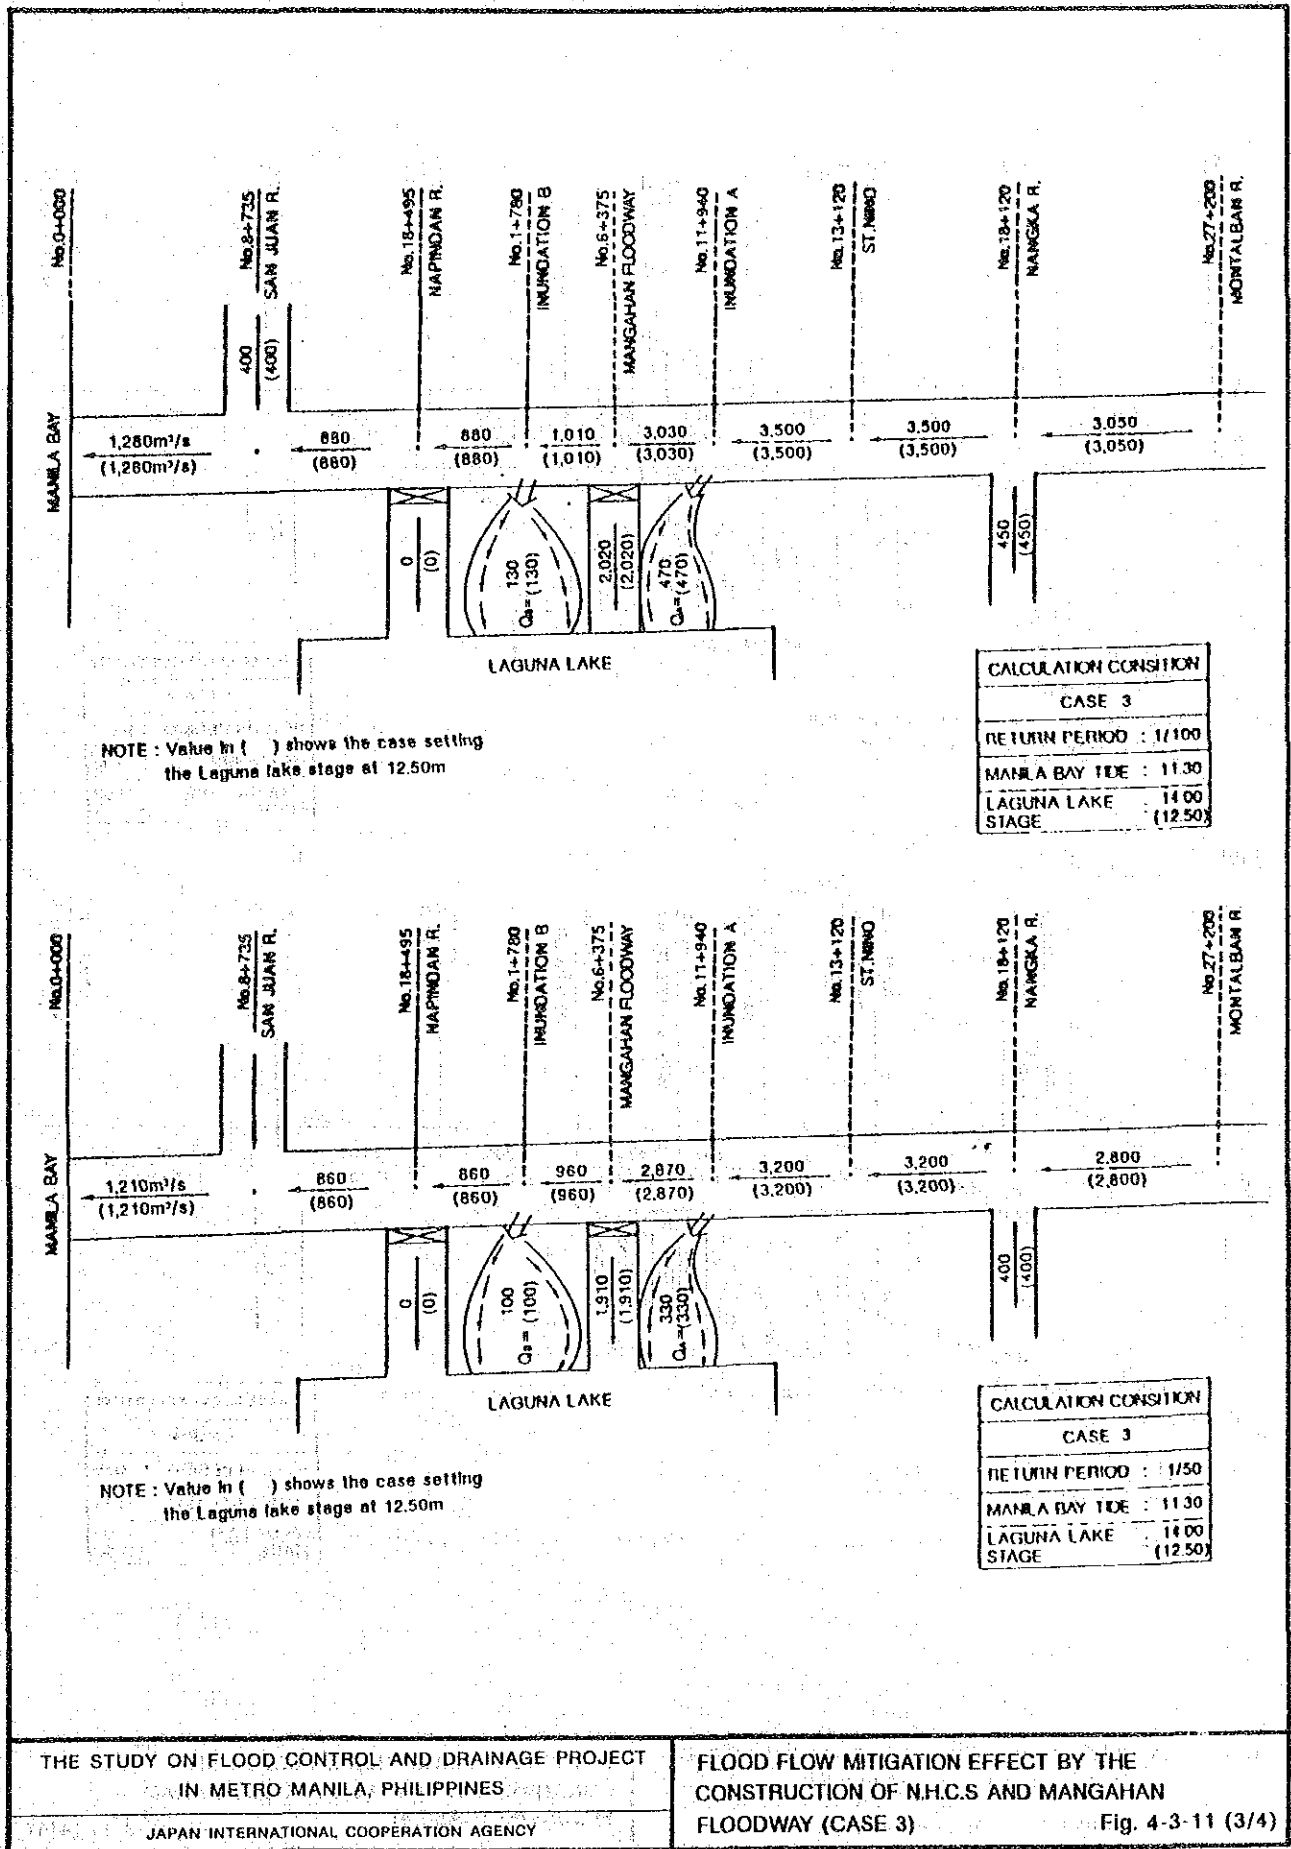 No.0+000
No.8+735
SAN JUAN R.
No.18+495
NAPINDAN R.
No.1+780
INUNDATION B
No.6+375
MANGAHAN FLOODWAY
No.11+940
INUNDATION A
No.13+120
ST.NINO
No.18+120
NANGKA R.
No.27+200
MONTALBAN R.
MANILA BAY
400
(400)
1,280m³/s
(1,280m³/s)
880
(880)
880
(880)
1,010
(1,010)
3,030
(3,030)
3,500
(3,500)
3,500
(3,500)
3,050
(3,050)
0
(0)
130
QB=(130)
2,020
(2,020)
470
QA=(470)
450
(450)
LAGUNA LAKE
NOTE : Value in ( ) shows the case setting
the Laguna lake stage at 12.50m
CALCULATION CONSITION
CASE 3
RETURN PERIOD : 1/100
MANILA BAY TIDE : 11.30
LAGUNA LAKE : 14.00
STAGE (12.50)
No.0+000
No.8+735
SAN JUAN R.
No.18+495
NAPINDAN R.
No.1+780
INUNDATION B
No.6+375
MANGAHAN FLOODWAY
No.11+940
INUNDATION A
No.13+120
ST.NINO
No.18+120
NANGKA R.
No.27+200
MONTALBAN R.
MANILA BAY
1,210m³/s
(1,210m³/s)
860
(860)
860
(860)
960
(960)
2,870
(2,870)
3,200
(3,200)
3,200
(3,200)
2,800
(2,800)
0
(0)
100
QB=(100)
1,910
(1,910)
330
QA=(330)
400
(400)
LAGUNA LAKE
NOTE : Value in ( ) shows the case setting
the Laguna lake stage at 12.50m
CALCULATION CONSITION
CASE 3
RETURN PERIOD : 1/50
MANILA BAY TIDE : 11.30
LAGUNA LAKE : 14.00
STAGE (12.50)
THE STUDY ON FLOOD CONTROL AND DRAINAGE PROJECT
IN METRO MANILA, PHILIPPINES
JAPAN INTERNATIONAL COOPERATION AGENCY
FLOOD FLOW MITIGATION EFFECT BY THE
CONSTRUCTION OF N.H.C.S AND MANGAHAN
FLOODWAY (CASE 3) Fig. 4-3-11 (3/4)